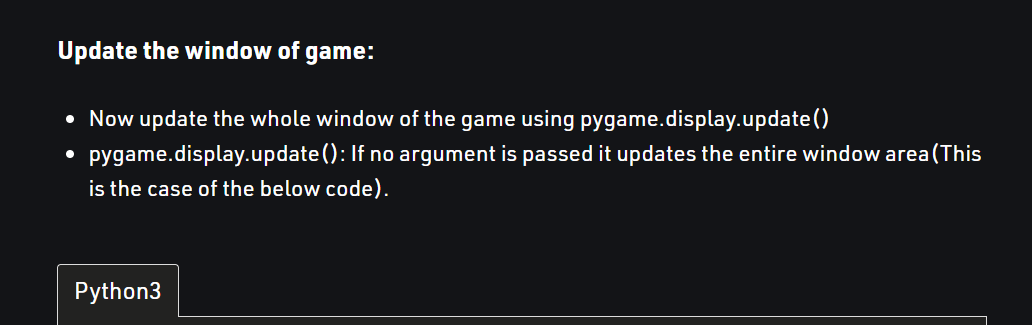 Update the window of game:
Now update the whole window of the game using pygame.display.update()
pygame.display.update(): If no argument is passed it updates the entire window area(This
is the case of the below code).
Python3